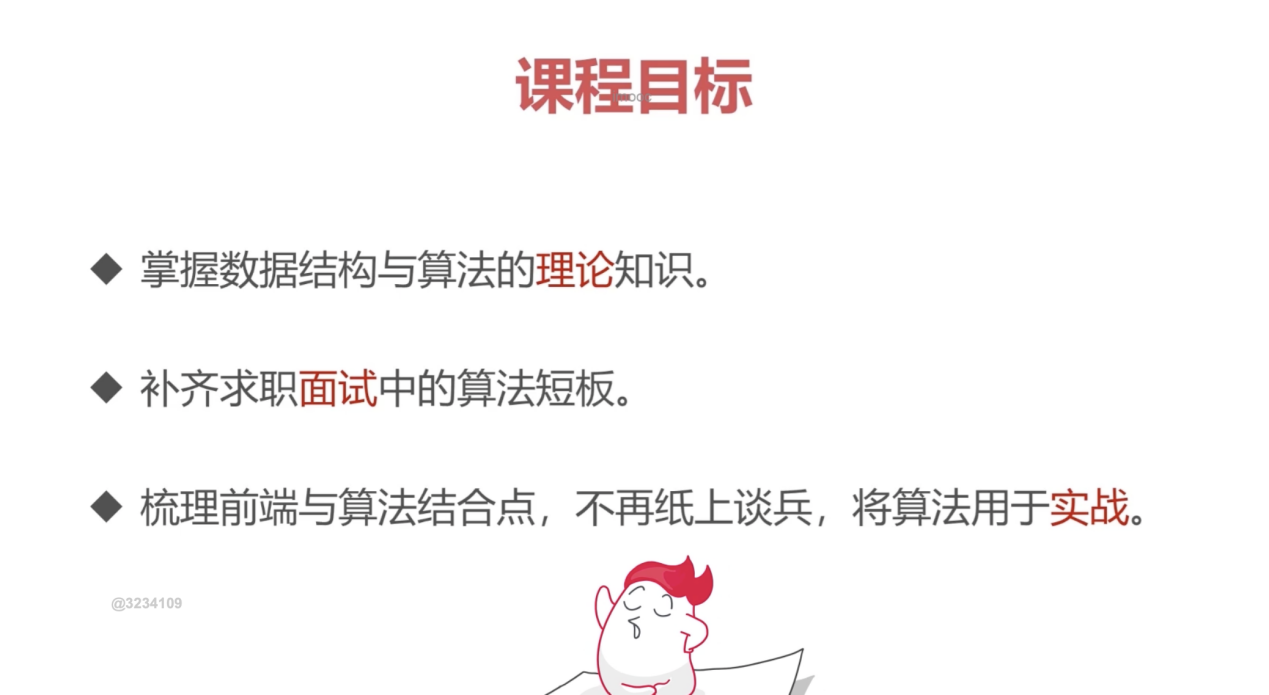 课程目标
◆ 掌握数据结构与算法的理论知识。
◆ 补齐求职面试中的算法短板。
◆ 梳理前端与算法结合点，不再纸上谈兵，将算法用于实战。
@3234109